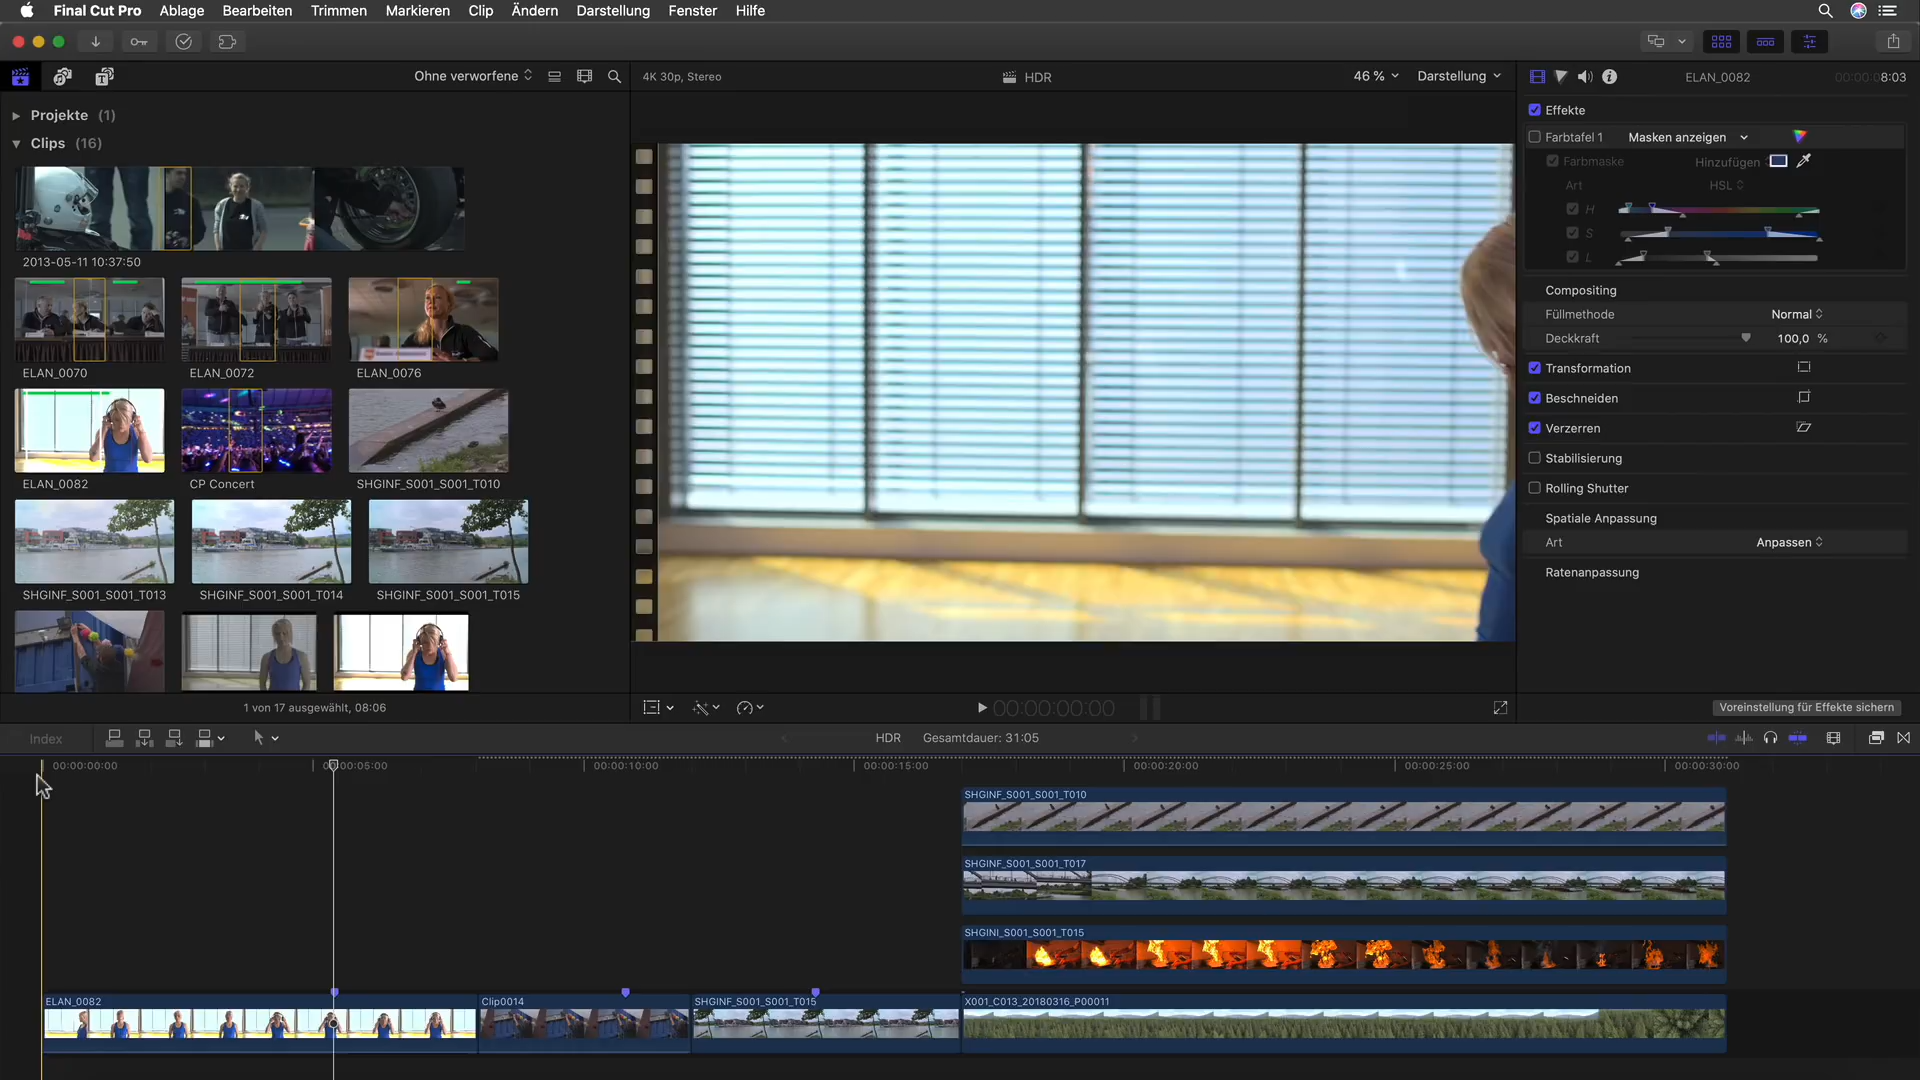 Final Cut Pro Ablage Bearbeiten Trimmen Markieren Clip Ändern Darstellung Fenster Hilfe
Ohne verworfene
4K 30p, Stereo
HDR
46 %
Darstellung
ELAN_0082
00:00:08:03
Projekte (1)
Clips (16)
2013-05-11 10:37:50
ELAN_0070
ELAN_0072
ELAN_0076
ELAN_0082
CP Concert
SHGINF_S001_S001_T010
SHGINF_S001_S001_T013
SHGINF_S001_S001_T014
SHGINF_S001_S001_T015
1 von 17 ausgewählt, 08:06
00:00:00:00
Effekte
Farbtafel 1
Masken anzeigen
Farbmaske
Hinzufügen
Art
HSL
H
S
L
Compositing
Füllmethode
Normal
Deckkraft
100,0 %
Transformation
Beschneiden
Verzerren
Stabilisierung
Rolling Shutter
Spatiale Anpassung
Art
Anpassen
Ratenanpassung
Voreinstellung für Effekte sichern
Index
HDR
Gesamtdauer: 31:05
00:00:00:00
00:00:05:00
00:00:10:00
00:00:15:00
00:00:20:00
00:00:25:00
00:00:30:00
SHGINF_S001_S001_T010
SHGINF_S001_S001_T017
SHGINI_S001_S001_T015
ELAN_0082
Clip0014
SHGINF_S001_S001_T015
X001_C013_20180316_P00011